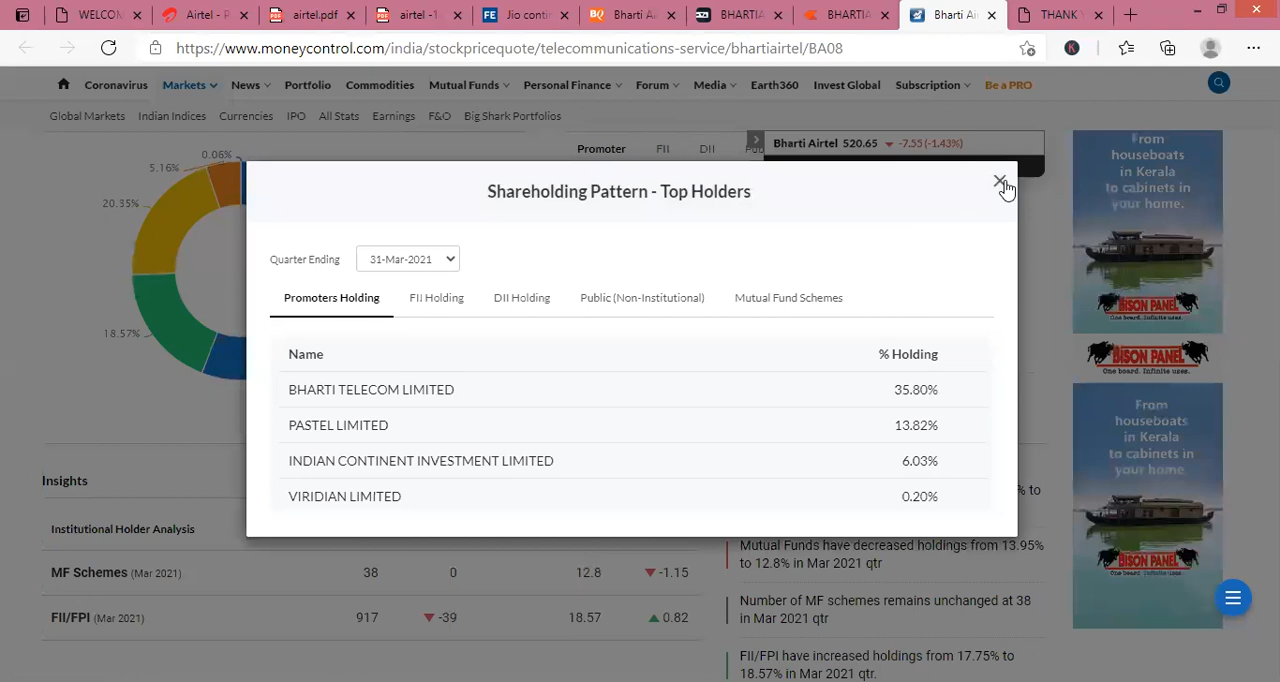 WELCOM
Airtel - P
airtel.pdf
airtel -1
FE
Jio conti
BQ
Bharti A
BHARTIA
BHARTIA
Bharti Ai
THANK
https://www.moneycontrol.com/india/stockpricequote/telecommunications-service/bhartiairtel/BA08
K
Coronavirus Markets News Portfolio Commodities Mutual Funds Personal Finance Forum Media Earth360 Invest Global Subscription Be a PRO
Global Markets Indian Indices Currencies IPO All Stats Earnings F&O Big Shark Portfolios
Promoter FII DII
Bharti Airtel 520.65 -7.55 (-1.43%)
0.06%
5.16%
20.35%
18.57%
Shareholding Pattern - Top Holders
Quarter Ending 31-Mar-2021
Promoters Holding FII Holding DII Holding Public (Non-Institutional) Mutual Fund Schemes
Name % Holding
BHARTI TELECOM LIMITED 35.80%
PASTEL LIMITED 13.82%
INDIAN CONTINENT INVESTMENT LIMITED 6.03%
VIRIDIAN LIMITED 0.20%
Insights
Institutional Holder Analysis
MF Schemes (Mar 2021) 38 0 12.8 -1.15
FII/FPI (Mar 2021) 917 -39 18.57 0.82
% to
Mutual Funds have decreased holdings from 13.95%
to 12.8% in Mar 2021 qtr
Number of MF schemes remains unchanged at 38
in Mar 2021 qtr
FII/FPI have increased holdings from 17.75% to
18.57% in Mar 2021 qtr.
From
houseboats
in Kerala
to cabinets in
your home.
BISON PANEL
One board. Infinite uses.
BISON PANEL
One board. Infinite uses.
From
houseboats
in Kerala
to cabinets in
your home.
BISON PANEL
One board. Infinite uses.